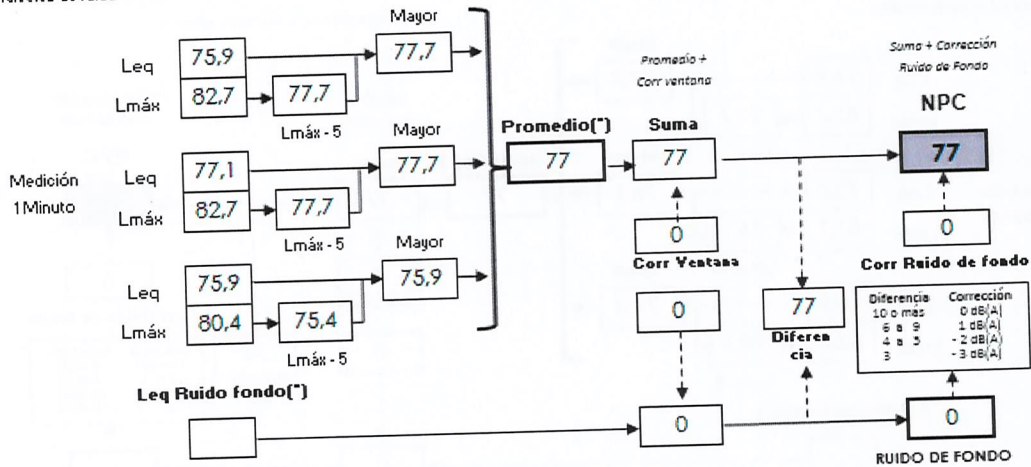 Mayor
Leq 75,9 77,7
Lmáx 82,7 77,7
Lmáx - 5
Promedio +
Corr ventana
Suma + Corrección
Ruido de Fondo
NPC
Medición
1Minuto
Mayor
Leq 77,1 77,7
Lmáx 82,7 77,7
Lmáx - 5
Promedio(*) Suma
77 77 77
0 0
Corr Ventana Corr Ruido de fondo
Mayor
Leq 75,9 75,9
Lmáx 80,4 75,4
Lmáx - 5
0
77
Diferen
cia
Diferencia Corrección
10 o más 0 dB(A)
6 a 9 1 dB(A)
4 a 5 - 2 dB(A)
3 - 3 dB(A)
Leq Ruido fondo(*)
0 0
RUIDO DE FONDO